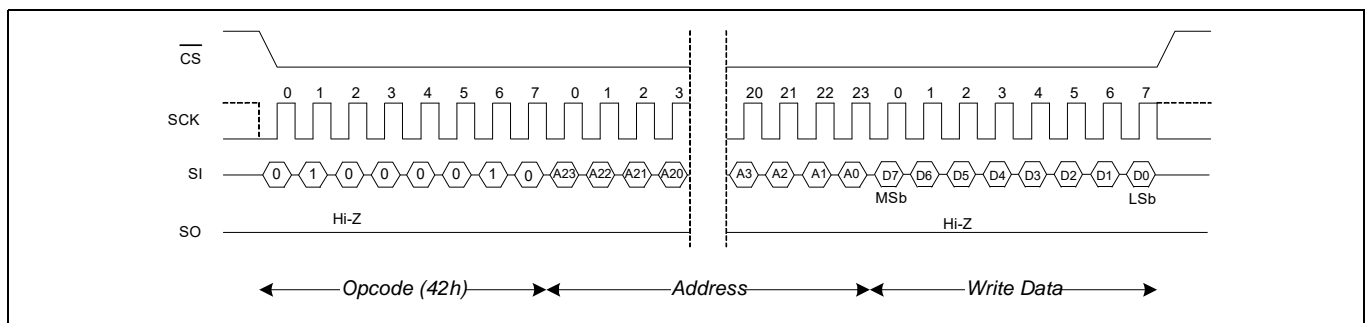 CS
0 1 2 3 4 5 6 7 0 1 2 3 20 21 22 23 0 1 2 3 4 5 6 7
SCK
SI 0 1 0 0 0 0 1 0 A23 A22 A21 A20 A3 A2 A1 A0 D7 D6 D5 D4 D3 D2 D1 D0
MSb LSb
Hi-Z Hi-Z
SO
Opcode (42h) Address Write Data